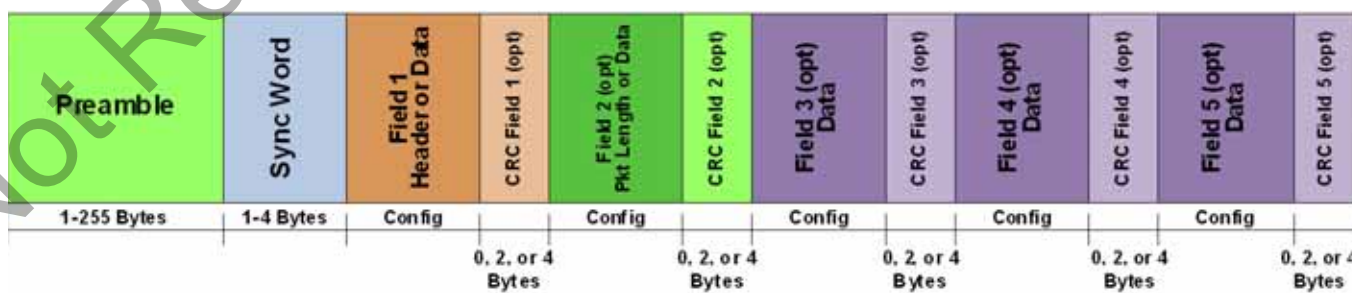 Not Re
Preamble
Sync Word
Field 1
Header or Data
CRC Field 1 (opt)
Field 2 (opt)
Pkt Length or Data
CRC Field 2 (opt)
Field 3 (opt)
Data
CRC Field 3 (opt)
Field 4 (opt)
Data
CRC Field 4 (opt)
Field 5 (opt)
Data
CRC Field 5 (opt)
1-255 Bytes
1-4 Bytes
Config
Config
Config
Config
Config
0, 2, or 4
Bytes
0, 2, or 4
Bytes
0, 2, or 4
Bytes
0, 2, or 4
Bytes
0, 2, or 4
Bytes